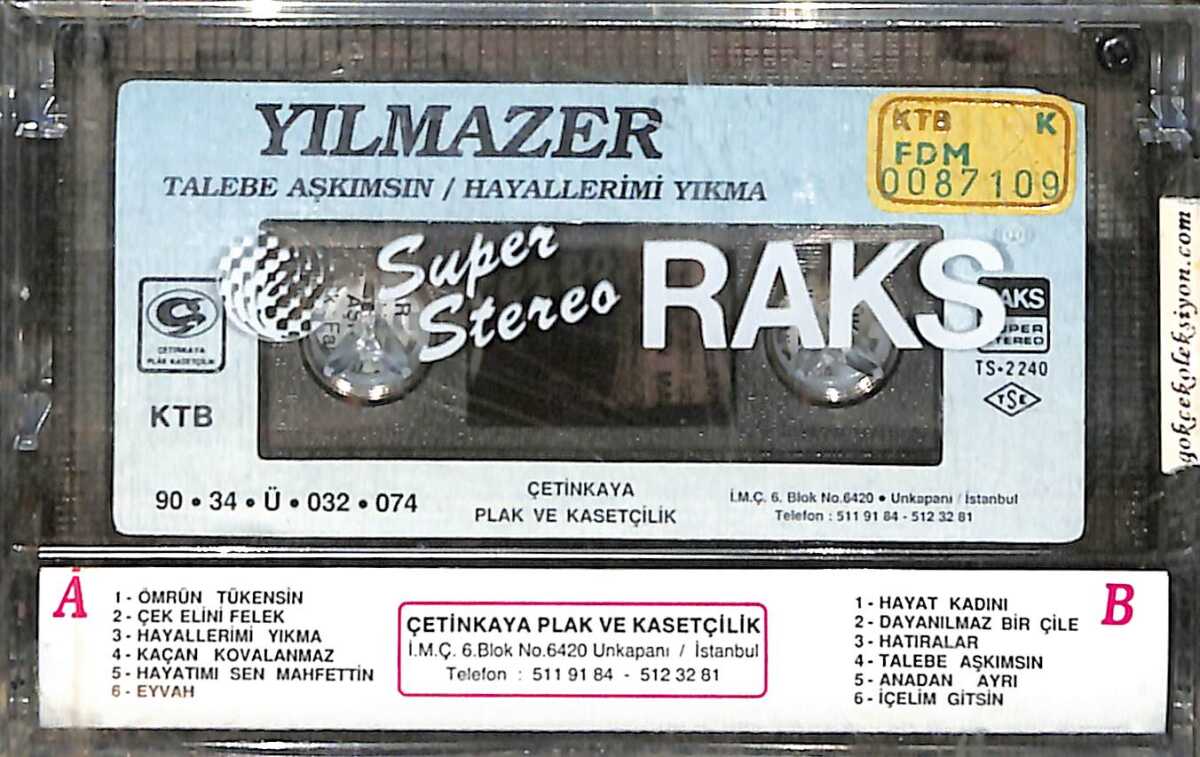 YILMAZER
TALEBE AŞKIMSIN / HAYALLERİMİ YIKMA
KTB K
FDM
0087109
Super
Stereo
RAKS
ÇETİNKAYA
PLAK KASETÇİLİK
KTB
RAKS
SUPER
STEREO
TS-2240
TSE
90 • 34 • Ü • 032 • 074
ÇETİNKAYA
PLAK VE KASETÇİLİK
İ.M.Ç. 6. Blok No.6420 • Unkapanı / İstanbul
Telefon : 511 91 84 - 512 32 81
gokcekoleksiyon.com
A
1 - ÖMRÜN TÜKENSİN
2 - ÇEK ELİNİ FELEK
3 - HAYALLERİMİ YIKMA
4 - KAÇAN KOVALANMAZ
5 - HAYATIMI SEN MAHFETTİN
6 - EYVAH
ÇETİNKAYA PLAK VE KASETÇİLİK
İ.M.Ç. 6.Blok No.6420 Unkapanı / İstanbul
Telefon : 511 91 84 - 512 32 81
B
1 - HAYAT KADINI
2 - DAYANILMAZ BİR ÇİLE
3 - HATIRALAR
4 - TALEBE AŞKIMSIN
5 - ANADAN AYRI
6 - İÇELİM GİTSİN